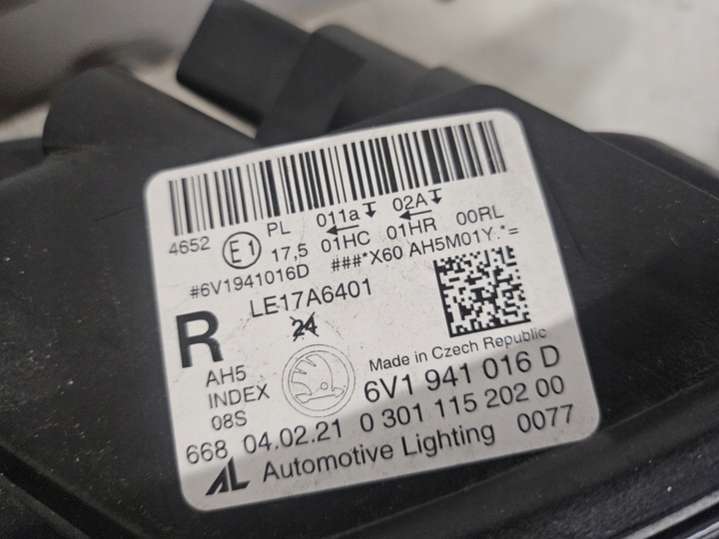 4652 E1 PL 17,5 011a 01HC 02A 01HR 00RL
#6V1941016D ###*X60 AH5M01Y.*=
R LE17A6401
24
AH5
INDEX
08S
Made in Czech Republic
6V1 941 016 D
668 04.02.21 0 301 115 202 00
AL Automotive Lighting 0077